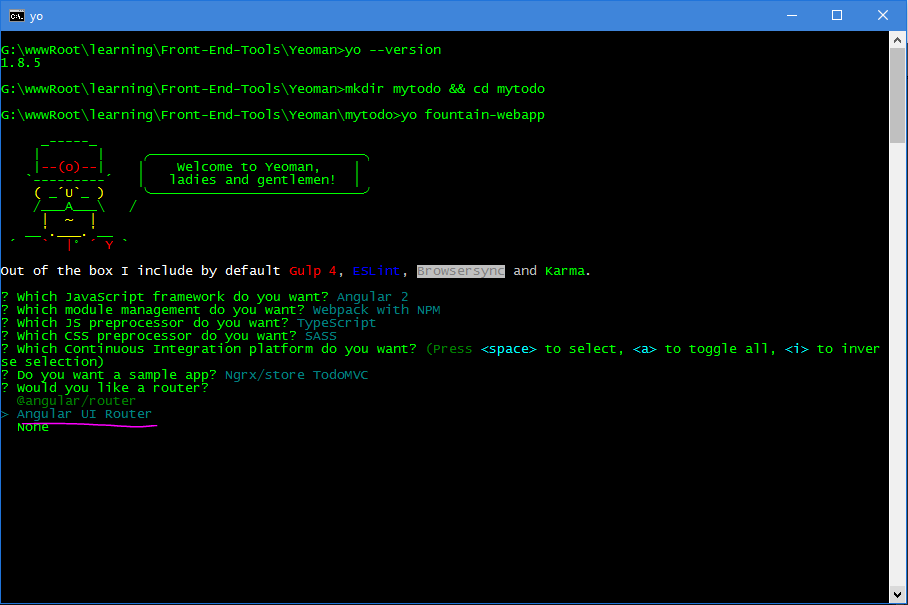 yo
G:\wwwRoot\learning\Front-End-Tools\Yeoman>yo --version
1.8.5
G:\wwwRoot\learning\Front-End-Tools\Yeoman>mkdir mytodo && cd mytodo
G:\wwwRoot\learning\Front-End-Tools\Yeoman\mytodo>yo fountain-webapp
Welcome to Yeoman,
ladies and gentlemen!
Out of the box I include by default Gulp 4, ESLint, Browsersync and Karma.
? Which JavaScript framework do you want? Angular 2
? Which module management do you want? Webpack with NPM
? Which JS preprocessor do you want? TypeScript
? Which CSS preprocessor do you want? SASS
? Which Continuous Integration platform do you want? (Press <space> to select, <a> to toggle all, <i> to inver
se selection)
? Do you want a sample app? Ngrx/store TodoMVC
? Would you like a router?
@angular/router
> Angular UI Router
None